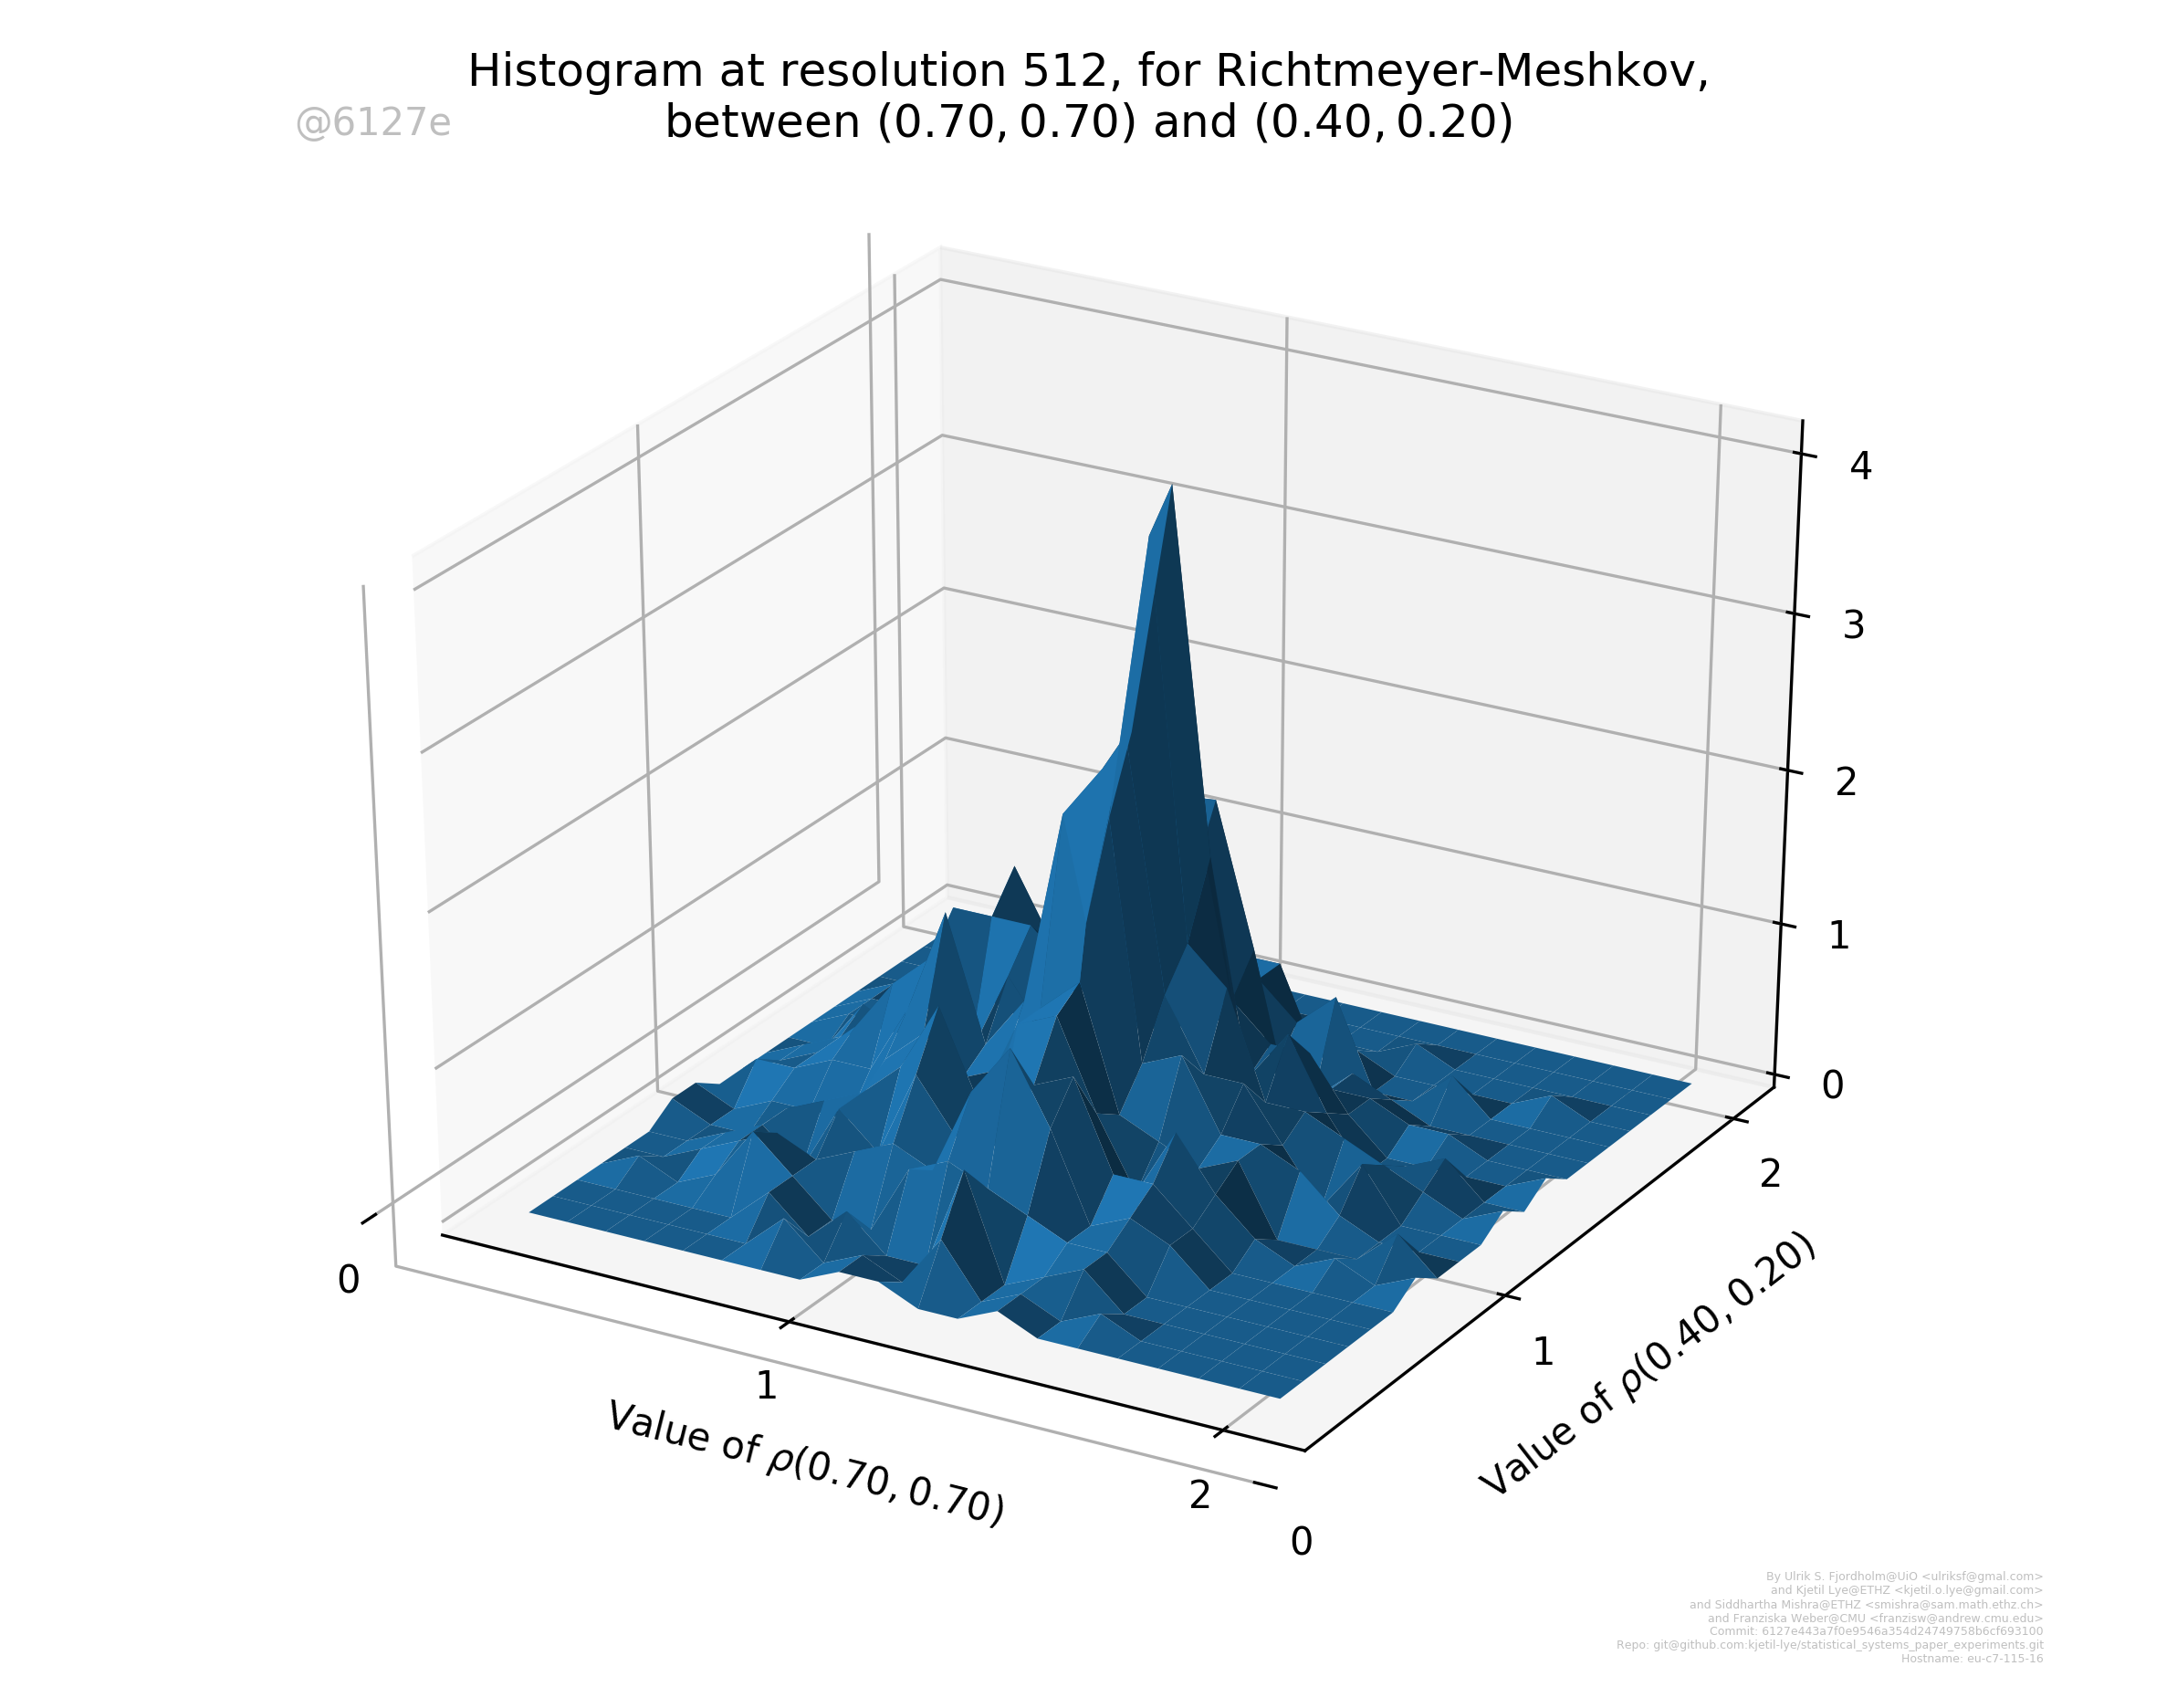 Histogram at resolution 512, for Richtmeyer-Meshkov,
@6127e
between (0.70, 0.70) and (0.40, 0.20)
4
3
2
1
0
2
1
0
0
1
2
Value of ρ(0.70, 0.70)
Value of ρ(0.40, 0.20)
By Ulrik S. Fjordholm@UiO <ulriksf@gmal.com>
and Kjetil Lye@ETHZ <kjetil.o.lye@gmail.com>
and Siddhartha Mishra@ETHZ <smishra@sam.math.ethz.ch>
and Franziska Weber@CMU <franzisw@andrew.cmu.edu>
Commit: 6127e443a7f0e9546a354d24749758b6cf693100
Repo: git@github.com:kjetil-lye/statistical_systems_paper_experiments.git
Hostname: eu-c7-115-16